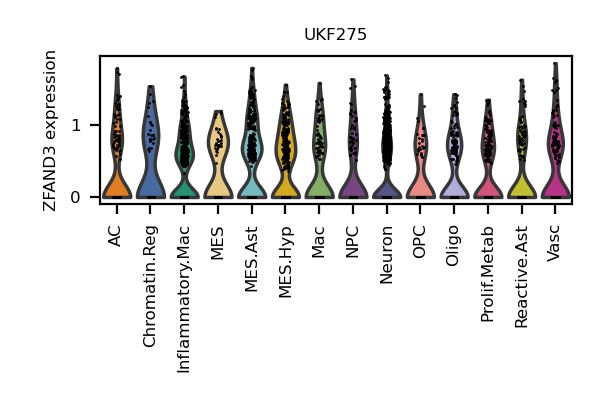 UKF275
ZFAND3 expression
1
0
AC
Chromatin.Reg
Inflammatory.Mac
MES
MES.Ast
MES.Hyp
Mac
NPC
Neuron
OPC
Oligo
Prolif.Metab
Reactive.Ast
Vasc